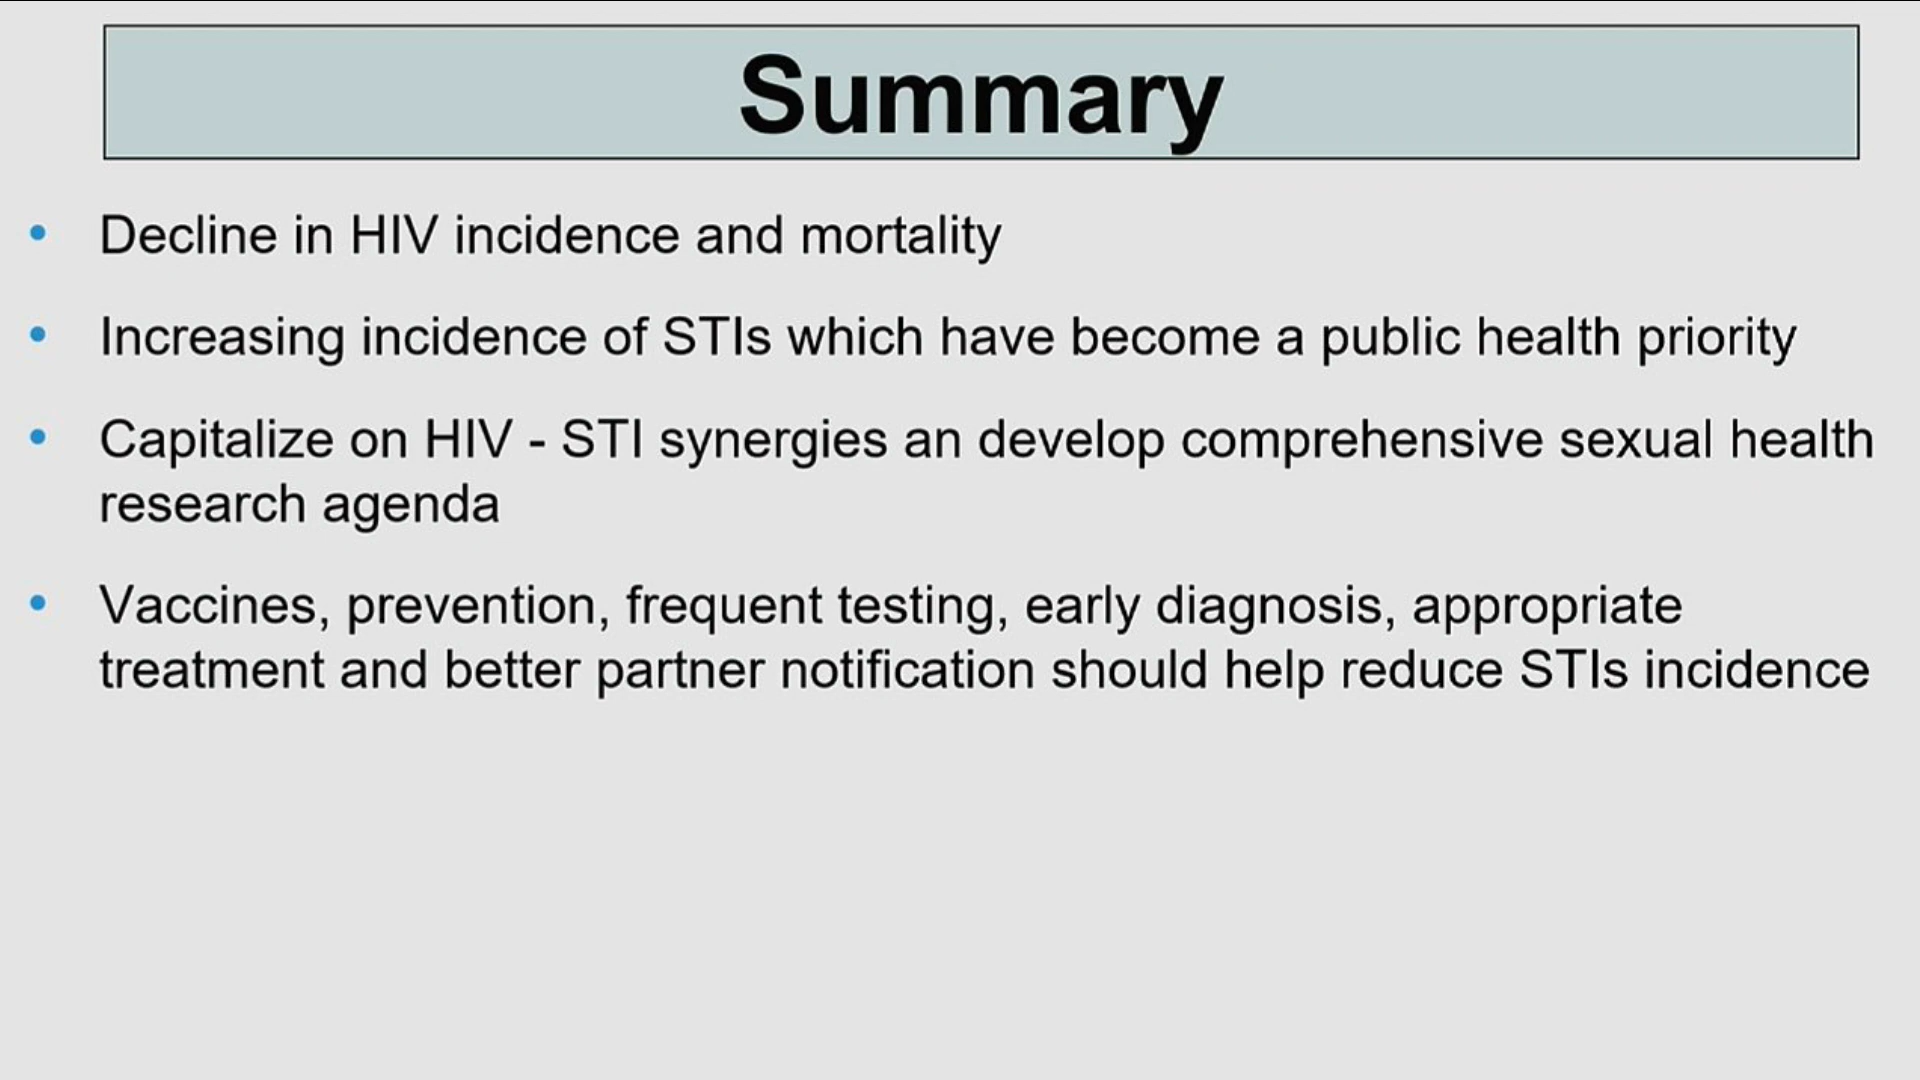 Summary
• Decline in HIV incidence and mortality
• Increasing incidence of STIs which have become a public health priority
• Capitalize on HIV - STI synergies an develop comprehensive sexual health
research agenda
• Vaccines, prevention, frequent testing, early diagnosis, appropriate
treatment and better partner notification should help reduce STIs incidence